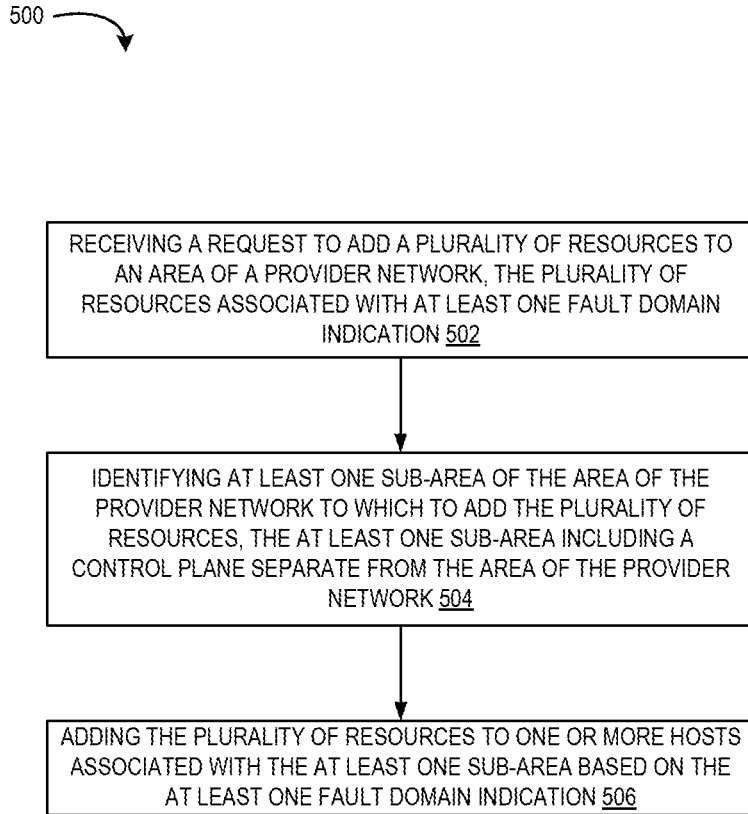 500
RECEIVING A REQUEST TO ADD A PLURALITY OF RESOURCES TO
AN AREA OF A PROVIDER NETWORK, THE PLURALITY OF
RESOURCES ASSOCIATED WITH AT LEAST ONE FAULT DOMAIN
INDICATION 502
IDENTIFYING AT LEAST ONE SUB-AREA OF THE AREA OF THE
PROVIDER NETWORK TO WHICH TO ADD THE PLURALITY OF
RESOURCES, THE AT LEAST ONE SUB-AREA INCLUDING A
CONTROL PLANE SEPARATE FROM THE AREA OF THE PROVIDER
NETWORK 504
ADDING THE PLURALITY OF RESOURCES TO ONE OR MORE HOSTS
ASSOCIATED WITH THE AT LEAST ONE SUB-AREA BASED ON THE
AT LEAST ONE FAULT DOMAIN INDICATION 506